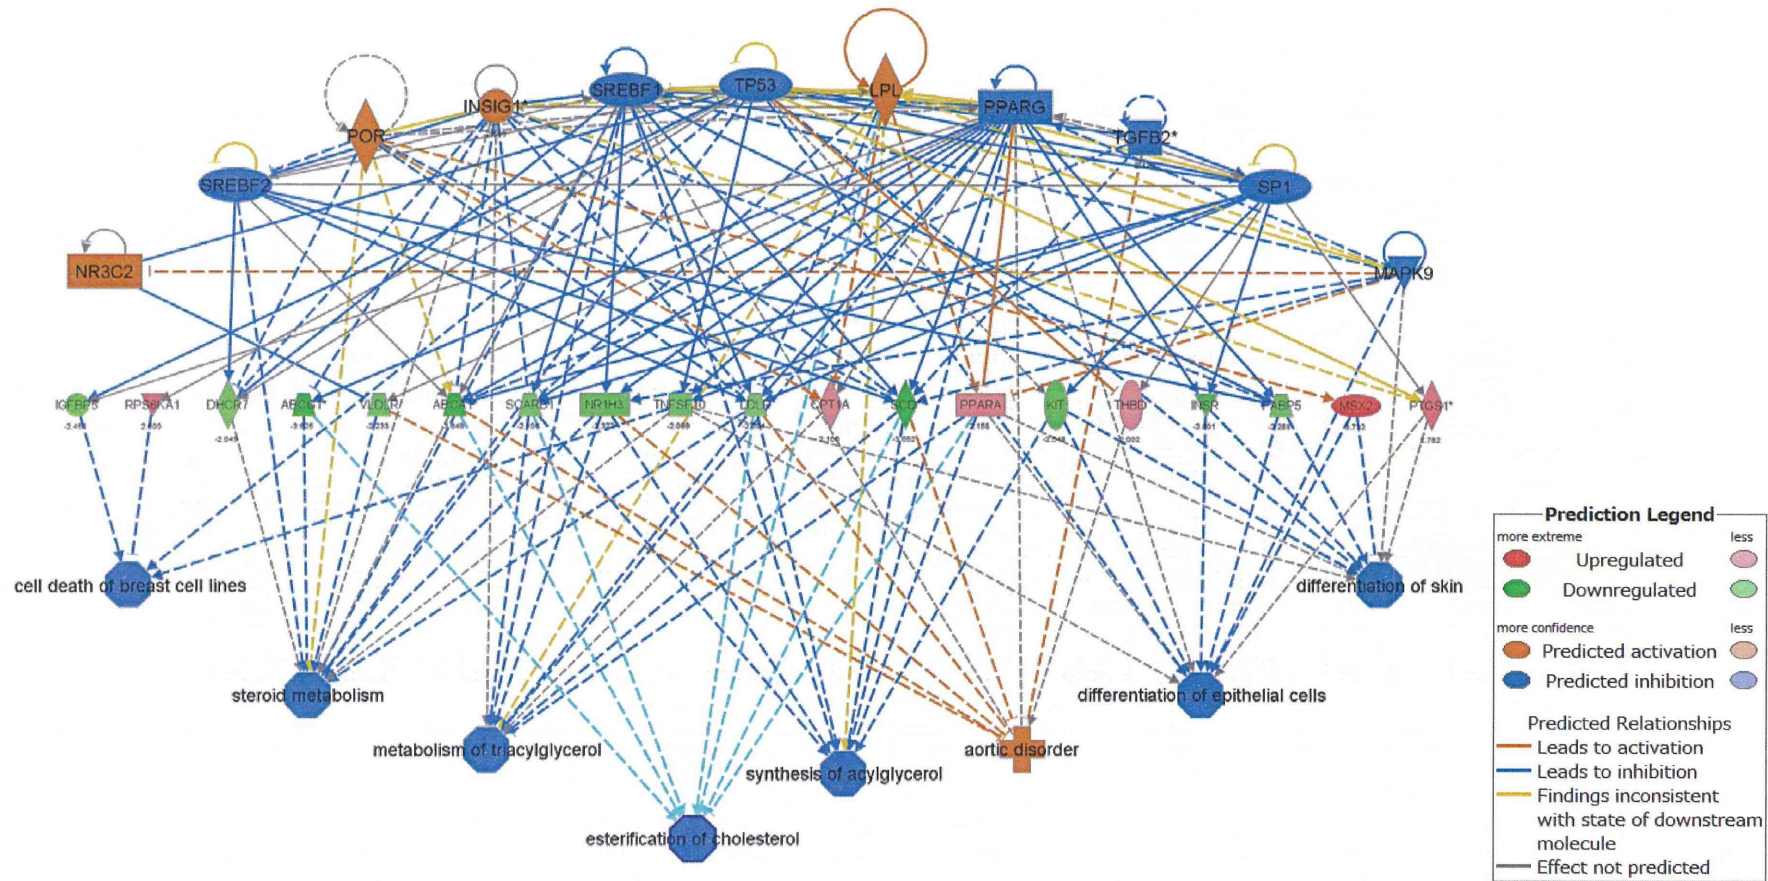 LPL
SREBF1
TP53
INSIG1*
PPARG
POR
TGFB2*
SREBF2
SP1
NR3C2
MAPK9
IGFBP5
RPS6KA1
DHCR7
ABCG1*
VLDLR
ABCA1
SCARB1
NR1H3
TNFSF10
LDLR
CPT1A
SCD
PPARA
KIT
THBD
INSR
FABP5
MSX2
PTGS1*
-2.049
cell death of breast cell lines
differentiation of skin
steroid metabolism
differentiation of epithelial cells
metabolism of triacylglycerol
synthesis of acylglycerol
aortic disorder
esterification of cholesterol
Prediction Legend
more extreme less
Upregulated
Downregulated
more confidence less
Predicted activation
Predicted inhibition
Predicted Relationships
Leads to activation
Leads to inhibition
Findings inconsistent
with state of downstream
molecule
Effect not predicted